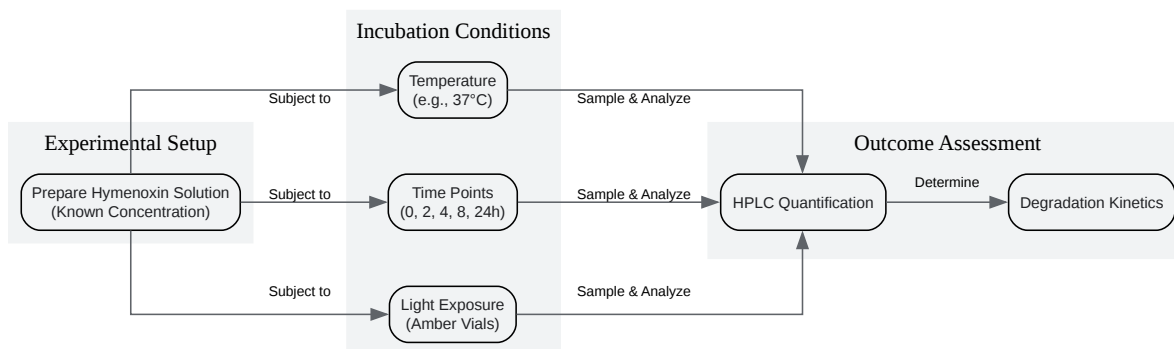 Incubation Conditions
Temperature
(e.g., 37°C)
Subject to
Sample & Analyze
Experimental Setup
Outcome Assessment
Prepare Hymenoxin Solution
(Known Concentration)
Subject to
Time Points
(0, 2, 4, 8, 24h)
Sample & Analyze
HPLC Quantification
Determine
Degradation Kinetics
Subject to
Light Exposure
(Amber Vials)
Sample & Analyze